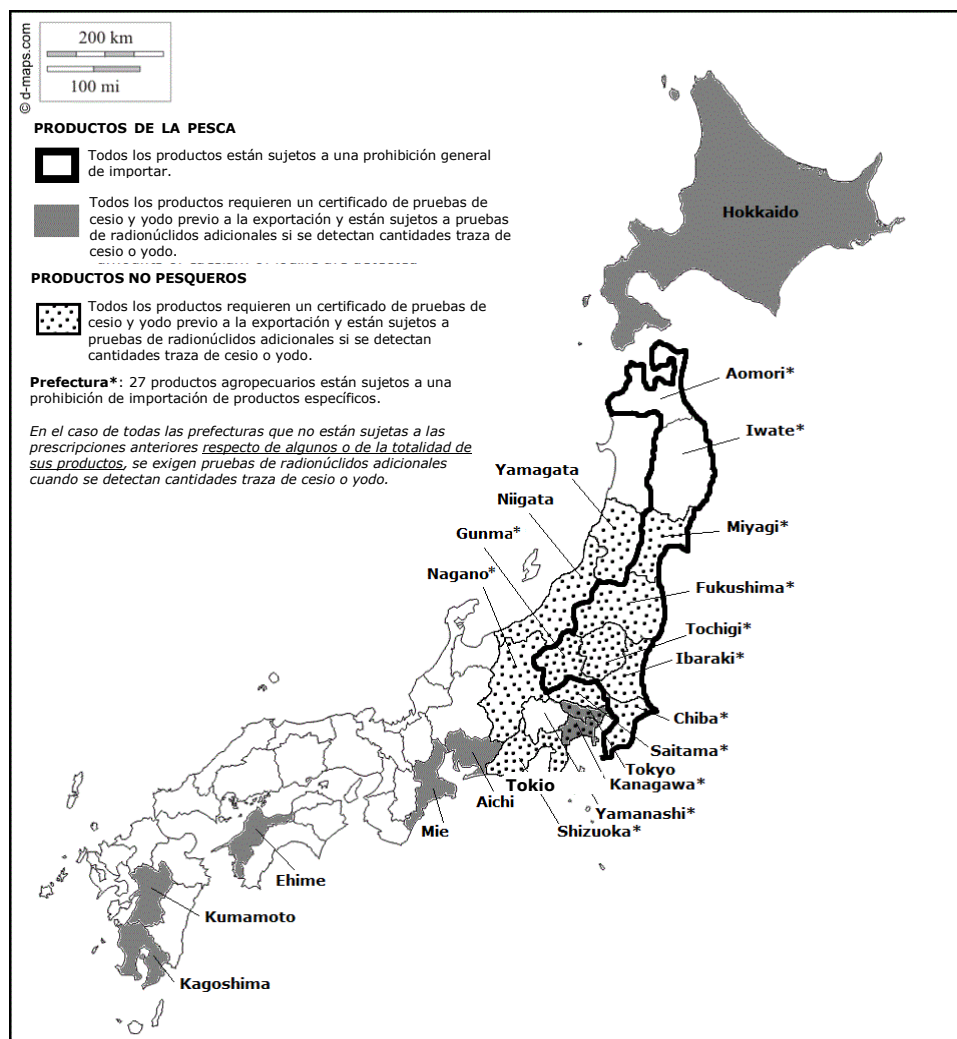 © d-maps.com
200 km
100 mi
PRODUCTOS DE LA PESCA
Todos los productos están sujetos a una prohibición general
de importar.
Todos los productos requieren un certificado de pruebas de
cesio y yodo previo a la exportación y están sujetos a pruebas
de radionúclidos adicionales si se detectan cantidades traza de
cesio o yodo.
PRODUCTOS NO PESQUEROS
Todos los productos requieren un certificado de pruebas de
cesio y yodo previo a la exportación y están sujetos a
pruebas de radionúclidos adicionales si se detectan
cantidades traza de cesio o yodo.
Prefectura*: 27 productos agropecuarios están sujetos a una
prohibición de importación de productos específicos.
En el caso de todas las prefecturas que no están sujetas a las
prescripciones anteriores respecto de algunos o de la totalidad de
sus productos, se exigen pruebas de radionúclidos adicionales
cuando se detectan cantidades traza de cesio o yodo.
Hokkaido
Aomori*
Iwate*
Yamagata
Niigata
Miyagi*
Gunma*
Nagano*
Fukushima*
Tochigi*
Ibaraki*
Chiba*
Saitama*
Tokyo
Tokio
Kanagawa*
Aichi
Yamanashi*
Mie
Shizuoka*
Ehime
Kumamoto
Kagoshima